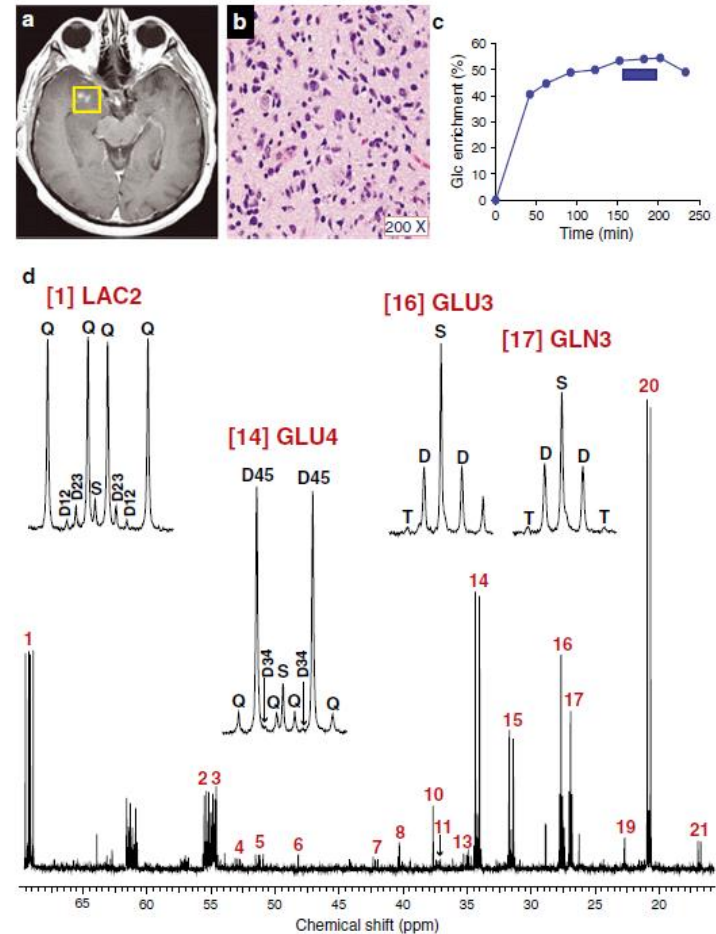 a
b
200 X
c
Glc enrichment (%)
60
50
40
30
20
10
0
0 50 100 150 200 250
Time (min)
d
[1] LAC2
Q Q Q Q
D12 D23 S D23 D12
[14] GLU4
D45 D45
Q D34 Q S Q D34 Q
[16] GLU3
S
D D
T
[17] GLN3
S
D D
T T
1
2
3
4
5
6
7
8
10
11
13
14
15
16
17
19
20
21
65 60 55 50 45 40 35 30 25 20
Chemical shift (ppm)